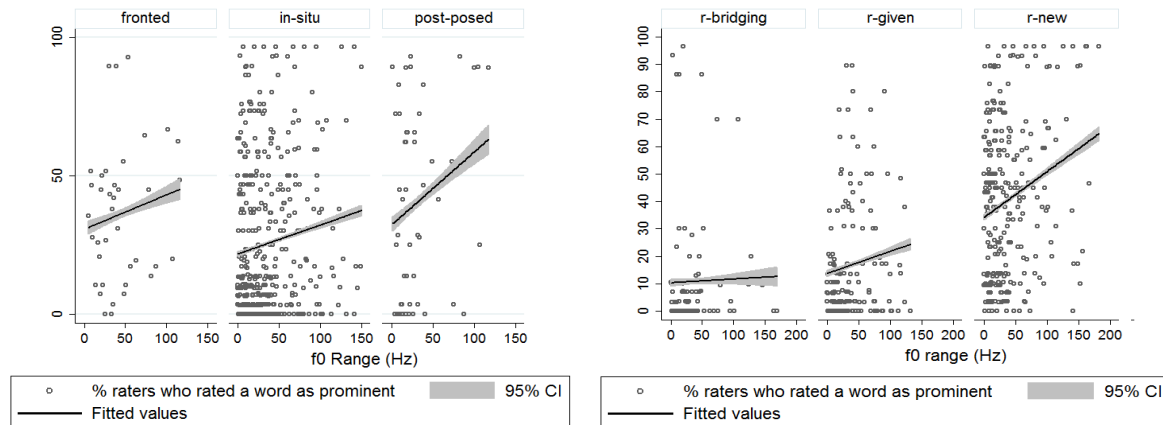 fronted in-situ post-posed
100
50
0
0 50 100 150 0 50 100 150 0 50 100 150
f0 Range (Hz)
% raters who rated a word as prominent 95% CI
Fitted values
r-bridging r-given r-new
100
90
80
70
60
50
40
30
20
10
0
0 50 100 150 200 0 50 100 150 200 0 50 100 150 200
f0 range (Hz)
% raters who rated a word as prominent 95% CI
Fitted values